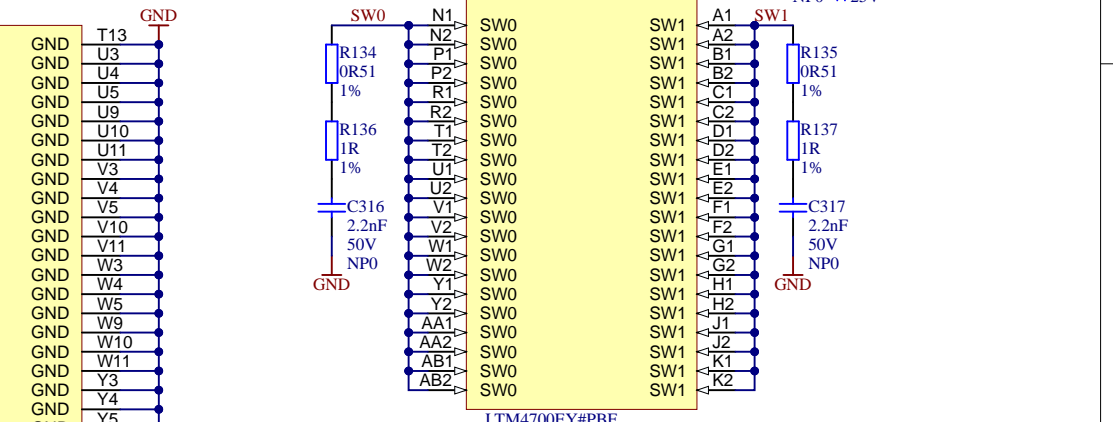 GND
GND T13
GND U3
GND U4
GND U5
GND U9
GND U10
GND U11
GND V3
GND V4
GND V5
GND V10
GND V11
GND W3
GND W4
GND W5
GND W9
GND W10
GND W11
GND Y3
GND Y4
Y5
SW0
R134
0R51
1%
R136
1R
1%
C316
2.2nF
50V
NP0
GND
N1 SW0
N2 SW0
P1 SW0
P2 SW0
R1 SW0
R2 SW0
T1 SW0
T2 SW0
U1 SW0
U2 SW0
V1 SW0
V2 SW0
W1 SW0
W2 SW0
Y1 SW0
Y2 SW0
AA1 SW0
AA2 SW0
AB1 SW0
AB2 SW0
SW1 A1
SW1 A2
SW1 B1
SW1 B2
SW1 C1
SW1 C2
SW1 D1
SW1 D2
SW1 E1
SW1 E2
SW1 F1
SW1 F2
SW1 G1
SW1 G2
SW1 H1
SW1 H2
SW1 J1
SW1 J2
SW1 K1
SW1 K2
LTM4700EY#PBF
SW1
R135
0R51
1%
R137
1R
1%
C317
2.2nF
50V
NP0
GND